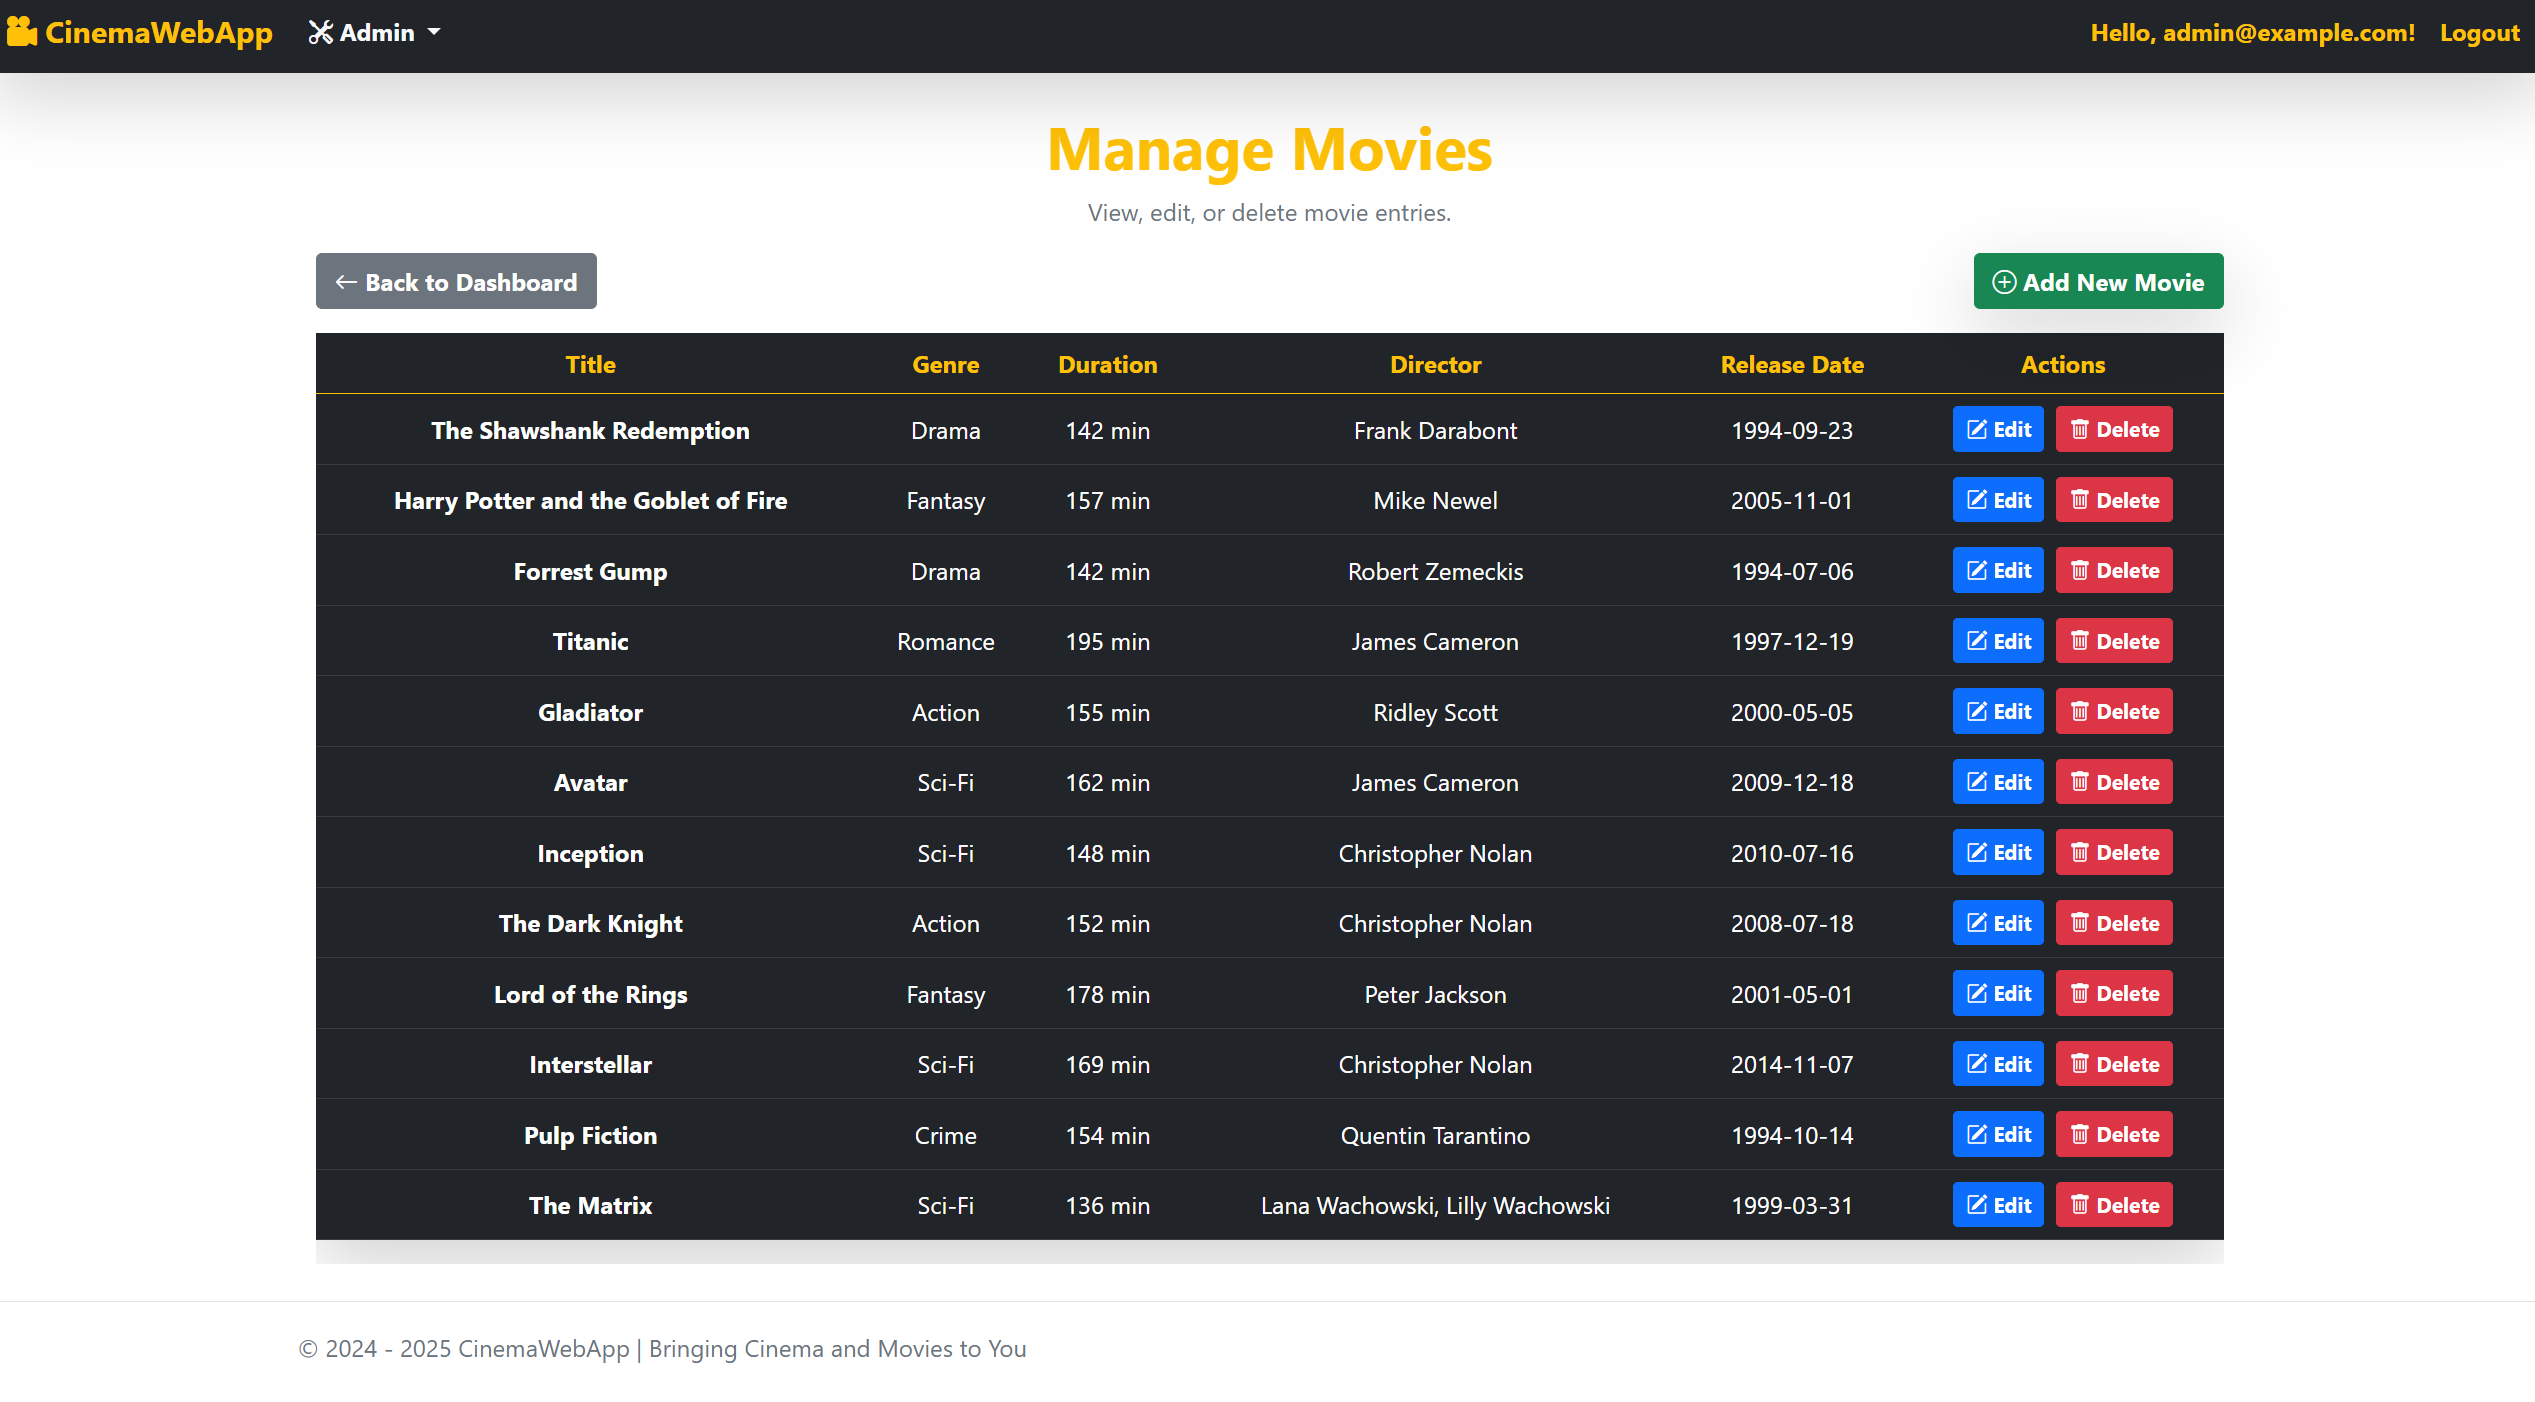 CinemaWebApp Admin Hello, admin@example.com! Logout
Manage Movies
View, edit, or delete movie entries.
Back to Dashboard Add New Movie
Title Genre Duration Director Release Date Actions
The Shawshank Redemption Drama 142 min Frank Darabont 1994-09-23 Edit Delete
Harry Potter and the Goblet of Fire Fantasy 157 min Mike Newel 2005-11-01 Edit Delete
Forrest Gump Drama 142 min Robert Zemeckis 1994-07-06 Edit Delete
Titanic Romance 195 min James Cameron 1997-12-19 Edit Delete
Gladiator Action 155 min Ridley Scott 2000-05-05 Edit Delete
Avatar Sci-Fi 162 min James Cameron 2009-12-18 Edit Delete
Inception Sci-Fi 148 min Christopher Nolan 2010-07-16 Edit Delete
The Dark Knight Action 152 min Christopher Nolan 2008-07-18 Edit Delete
Lord of the Rings Fantasy 178 min Peter Jackson 2001-05-01 Edit Delete
Interstellar Sci-Fi 169 min Christopher Nolan 2014-11-07 Edit Delete
Pulp Fiction Crime 154 min Quentin Tarantino 1994-10-14 Edit Delete
The Matrix Sci-Fi 136 min Lana Wachowski, Lilly Wachowski 1999-03-31 Edit Delete
© 2024 - 2025 CinemaWebApp | Bringing Cinema and Movies to You